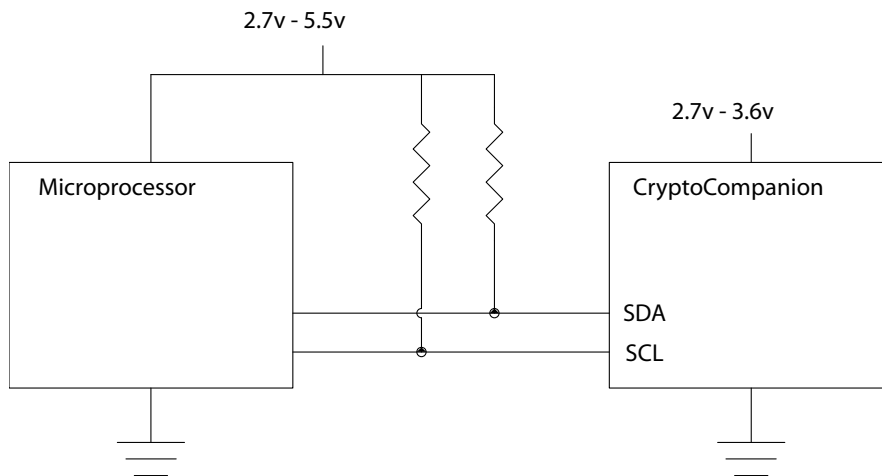 2.7v - 5.5v
2.7v - 3.6v
Microprocessor
CryptoCompanion
SDA
SCL